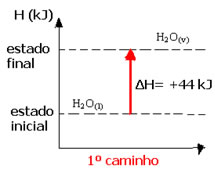 H (kJ)
estado
final
H₂O(v)
ΔH= +44 kJ
estado
inicial
H₂O(l)
1º caminho